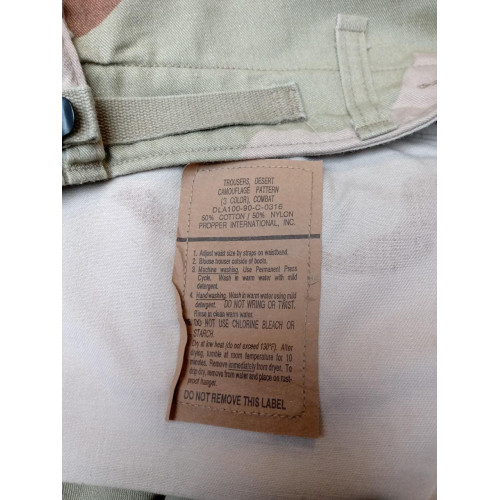 TROUSERS, DESERT
CAMOUFLAGE PATTERN
(3 COLOR), COMBAT
DLA100-90-C-0316
50% COTTON / 50% NYLON
PROPPER INTERNATIONAL, INC.
1. Adjust waist size by straps on waistband.
2. Blouse trouser outside of boots.
3. Machine washing: Use Permanent Press
Cycle. Wash in warm water with mild
detergent.
4. Hand washing: Wash in warm water using mild
detergent. DO NOT WRING OR TWIST.
Rinse in clean warm water.
DO NOT USE CHLORINE BLEACH OR
STARCH.
Dry at low heat (do not exceed 130°F). After
drying, tumble at room temperature for 10
minutes. Remove immediately from dryer. To
drip dry, remove from water and place on rust-
proof hanger.
DO NOT REMOVE THIS LABEL